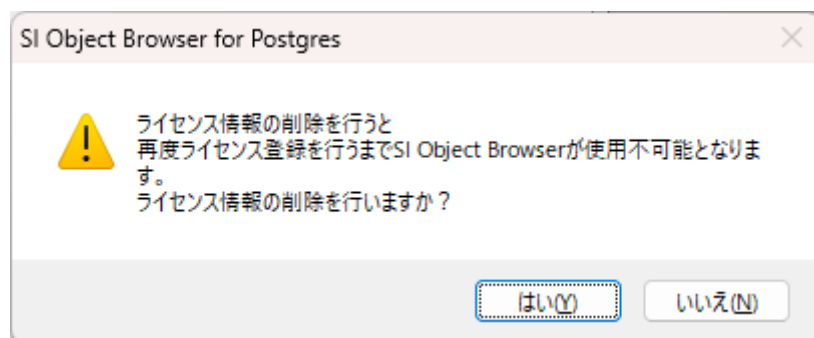 SI Object Browser for Postgres
ライセンス情報の削除を行うと
再度ライセンス登録を行うまでSI Object Browserが使用不可能となりま
す。
ライセンス情報の削除を行いますか？
はい(Y)
いいえ(N)